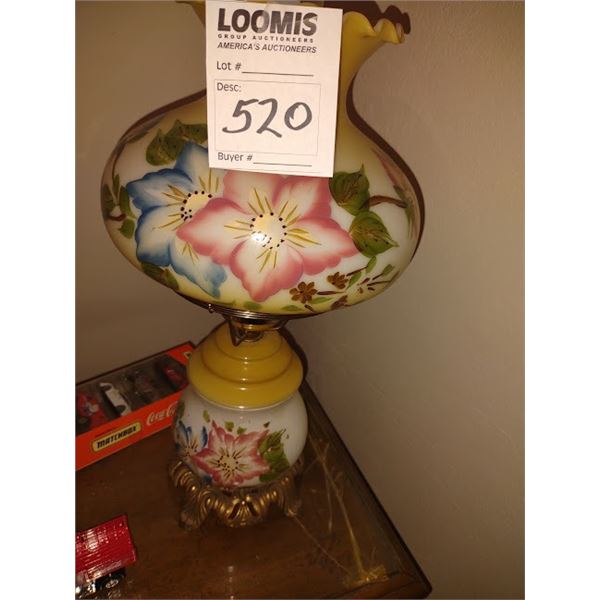 LOOMIS
GROUP AUCTIONEERS
AMERICA'S AUCTIONEERS
Lot #
Desc:
520
Buyer #
MATCHBOX
Coca-Cola